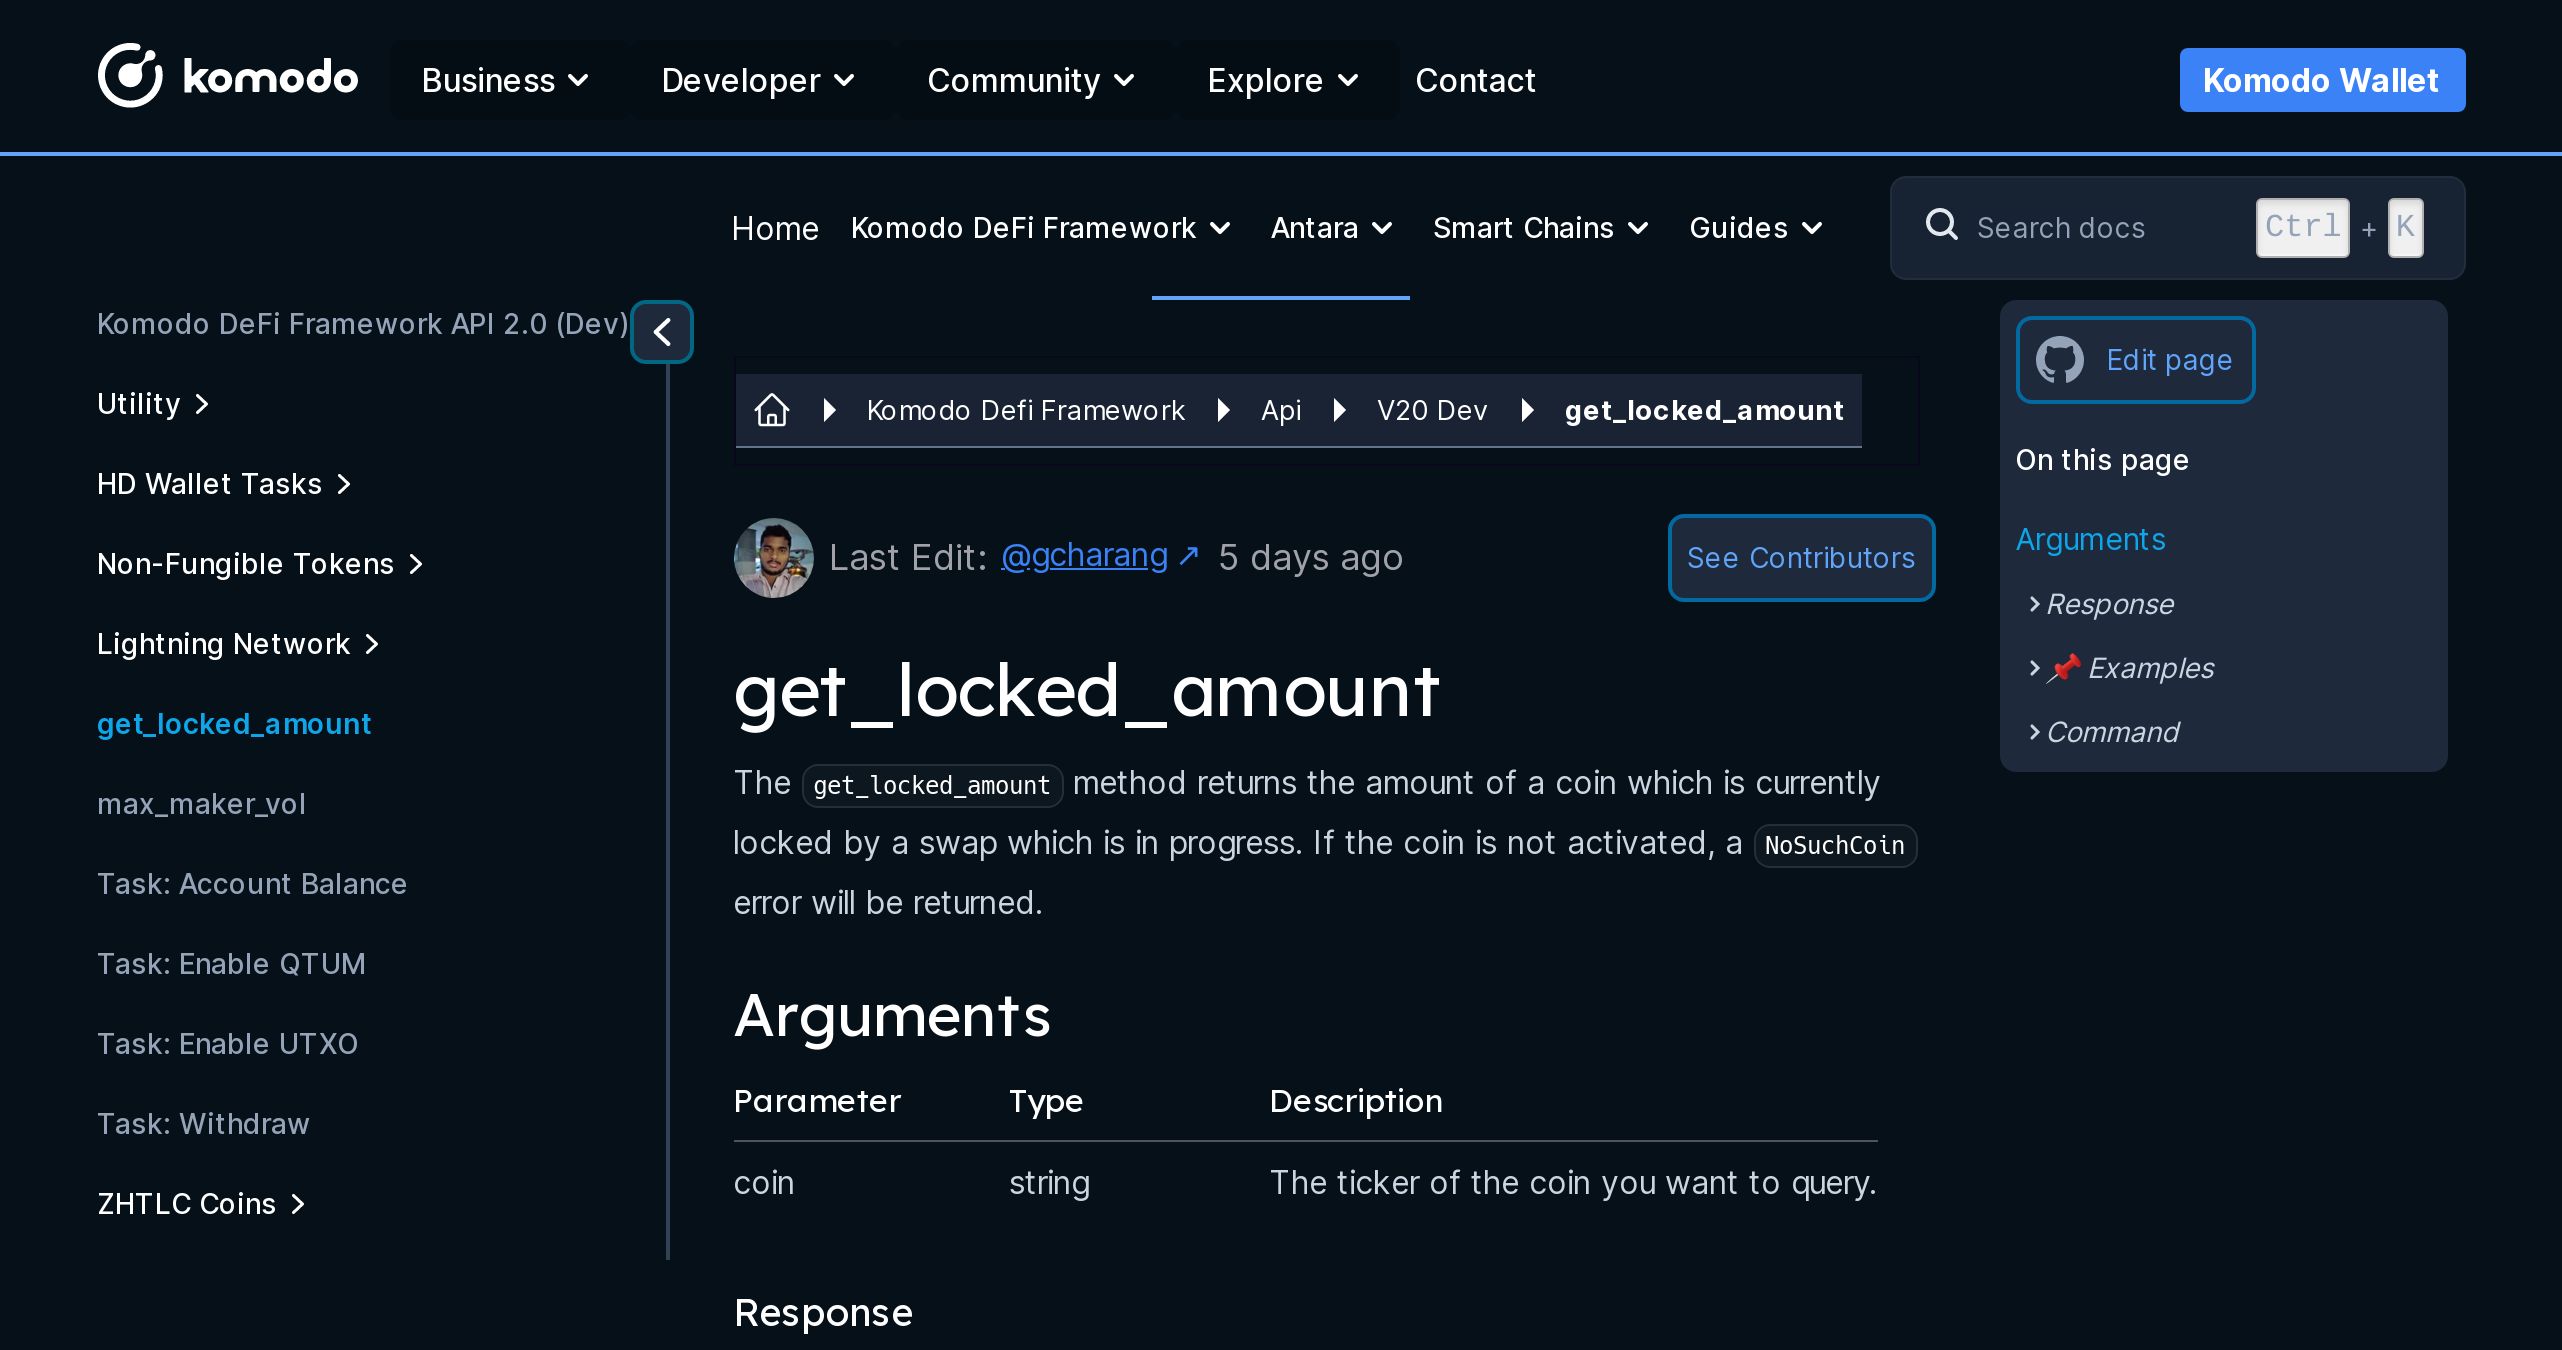 komodo Business Developer Community Explore Contact Komodo Wallet
Home Komodo DeFi Framework Antara Smart Chains Guides Search docs Ctrl + K
Komodo DeFi Framework API 2.0 (Dev)
Utility
HD Wallet Tasks
Non-Fungible Tokens
Lightning Network
get_locked_amount
max_maker_vol
Task: Account Balance
Task: Enable QTUM
Task: Enable UTXO
Task: Withdraw
ZHTLC Coins
Komodo Defi Framework Api V20 Dev get_locked_amount
Last Edit: @gcharang ↗ 5 days ago See Contributors
get_locked_amount
The get_locked_amount method returns the amount of a coin which is currently
locked by a swap which is in progress. If the coin is not activated, a NoSuchCoin
error will be returned.
Arguments
Parameter Type Description
coin string The ticker of the coin you want to query.
Response
Edit page
On this page
Arguments
Response
📌 Examples
Command